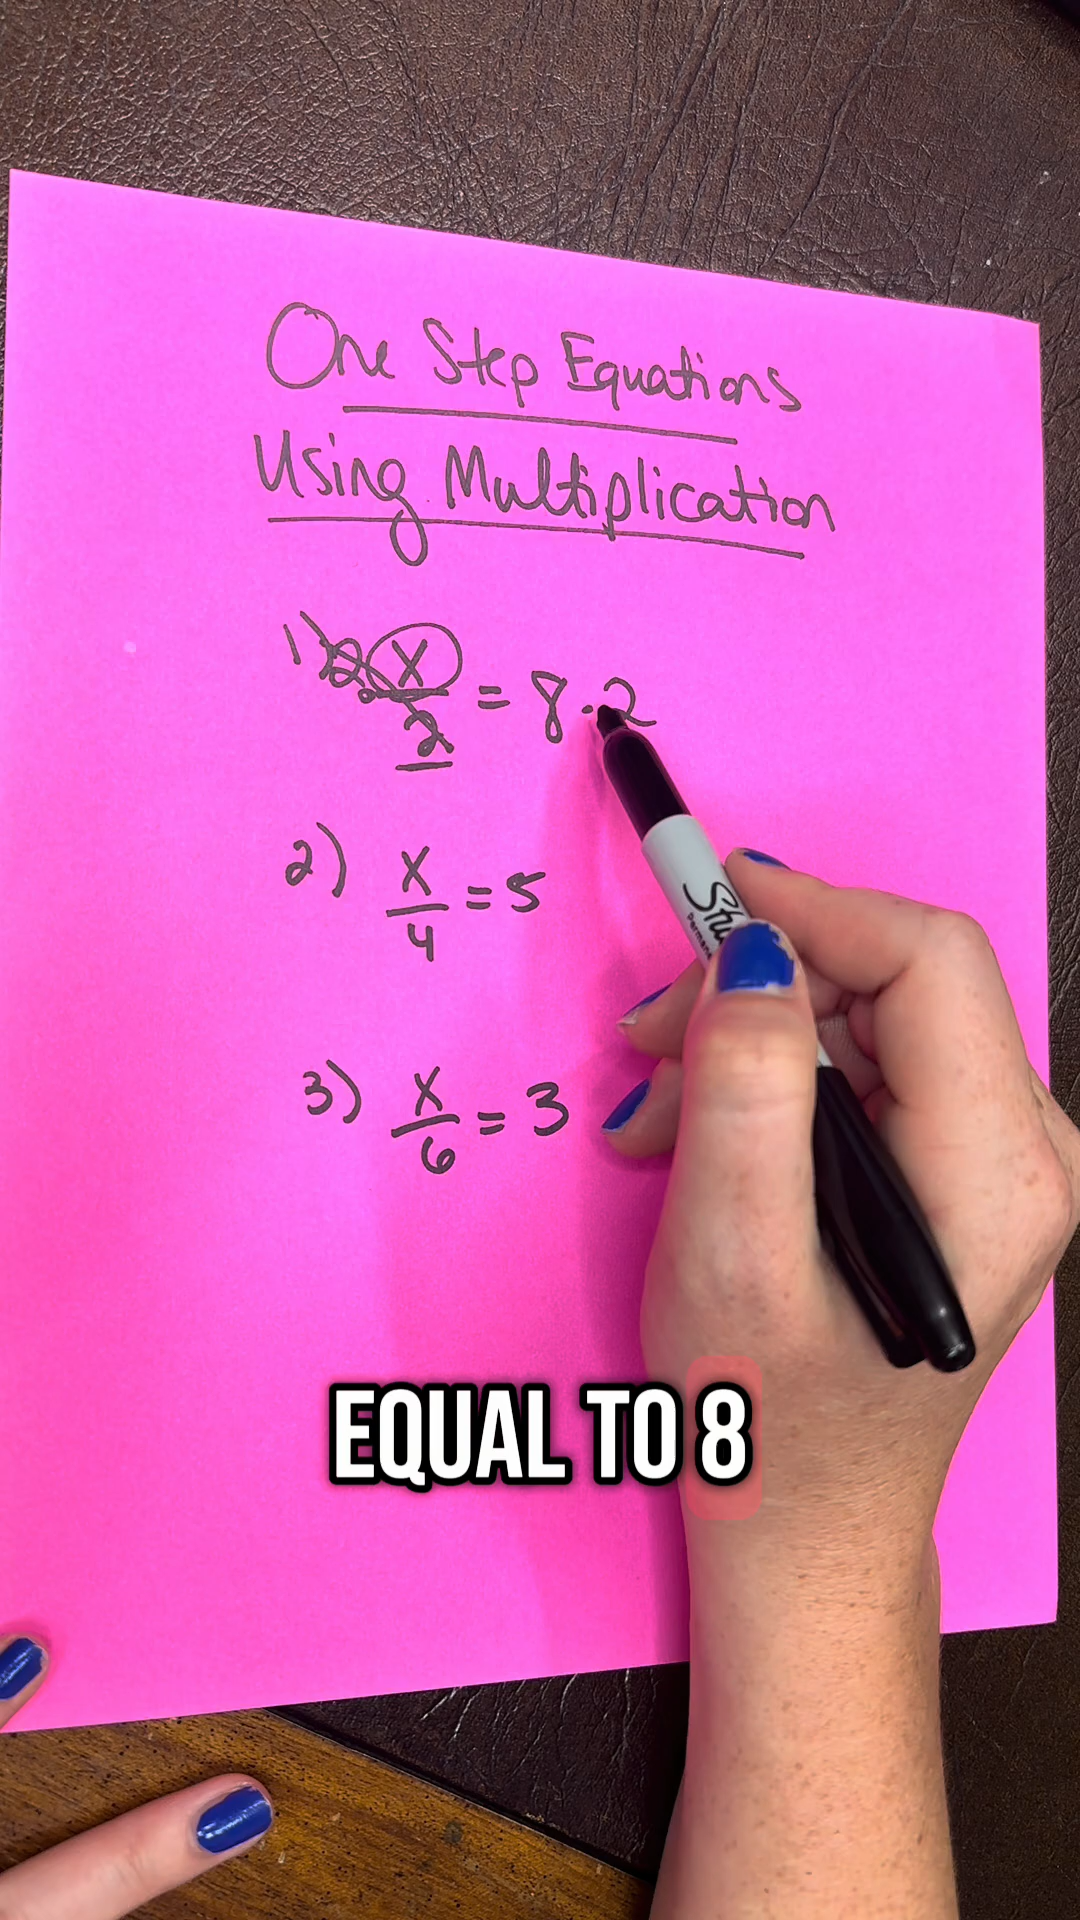 One Step Equations
Using Multiplication
1) 2 . x/2 = 8 . 2
2) x/4 = 5
3) x/6 = 3
EQUAL TO 8